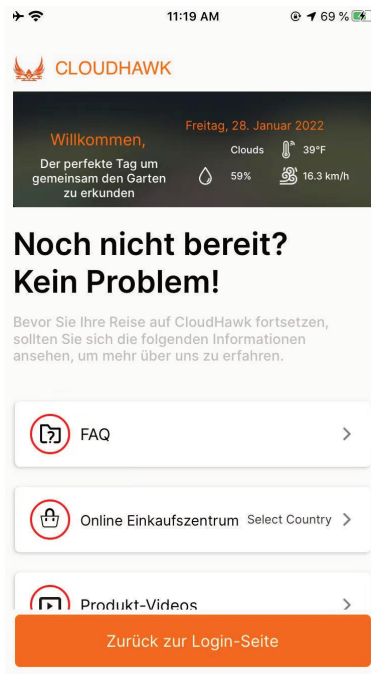 11:19 AM
69 %
CLOUDHAWK
Willkommen,
Der perfekte Tag um
gemeinsam den Garten
zu erkunden
Freitag, 28. Januar 2022
Clouds 39°F
59% 16.3 km/h
Noch nicht bereit?
Kein Problem!
Bevor Sie Ihre Reise auf CloudHawk fortsetzen,
sollten Sie sich die folgenden Informationen
ansehen, um mehr über uns zu erfahren.
FAQ
Online Einkaufszentrum Select Country
Produkt-Videos
Zurück zur Login-Seite